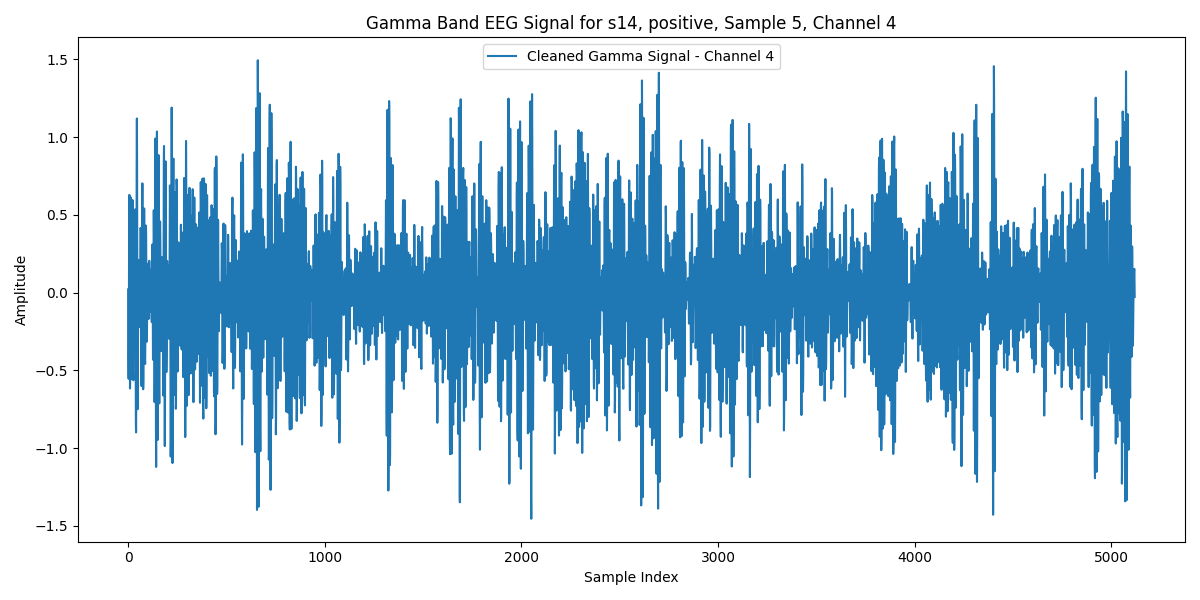 Gamma Band EEG Signal for s14, positive, Sample 5, Channel 4
Cleaned Gamma Signal - Channel 4
1.5
1.0
0.5
0.0
−0.5
−1.0
−1.5
Amplitude
0 1000 2000 3000 4000 5000
Sample Index